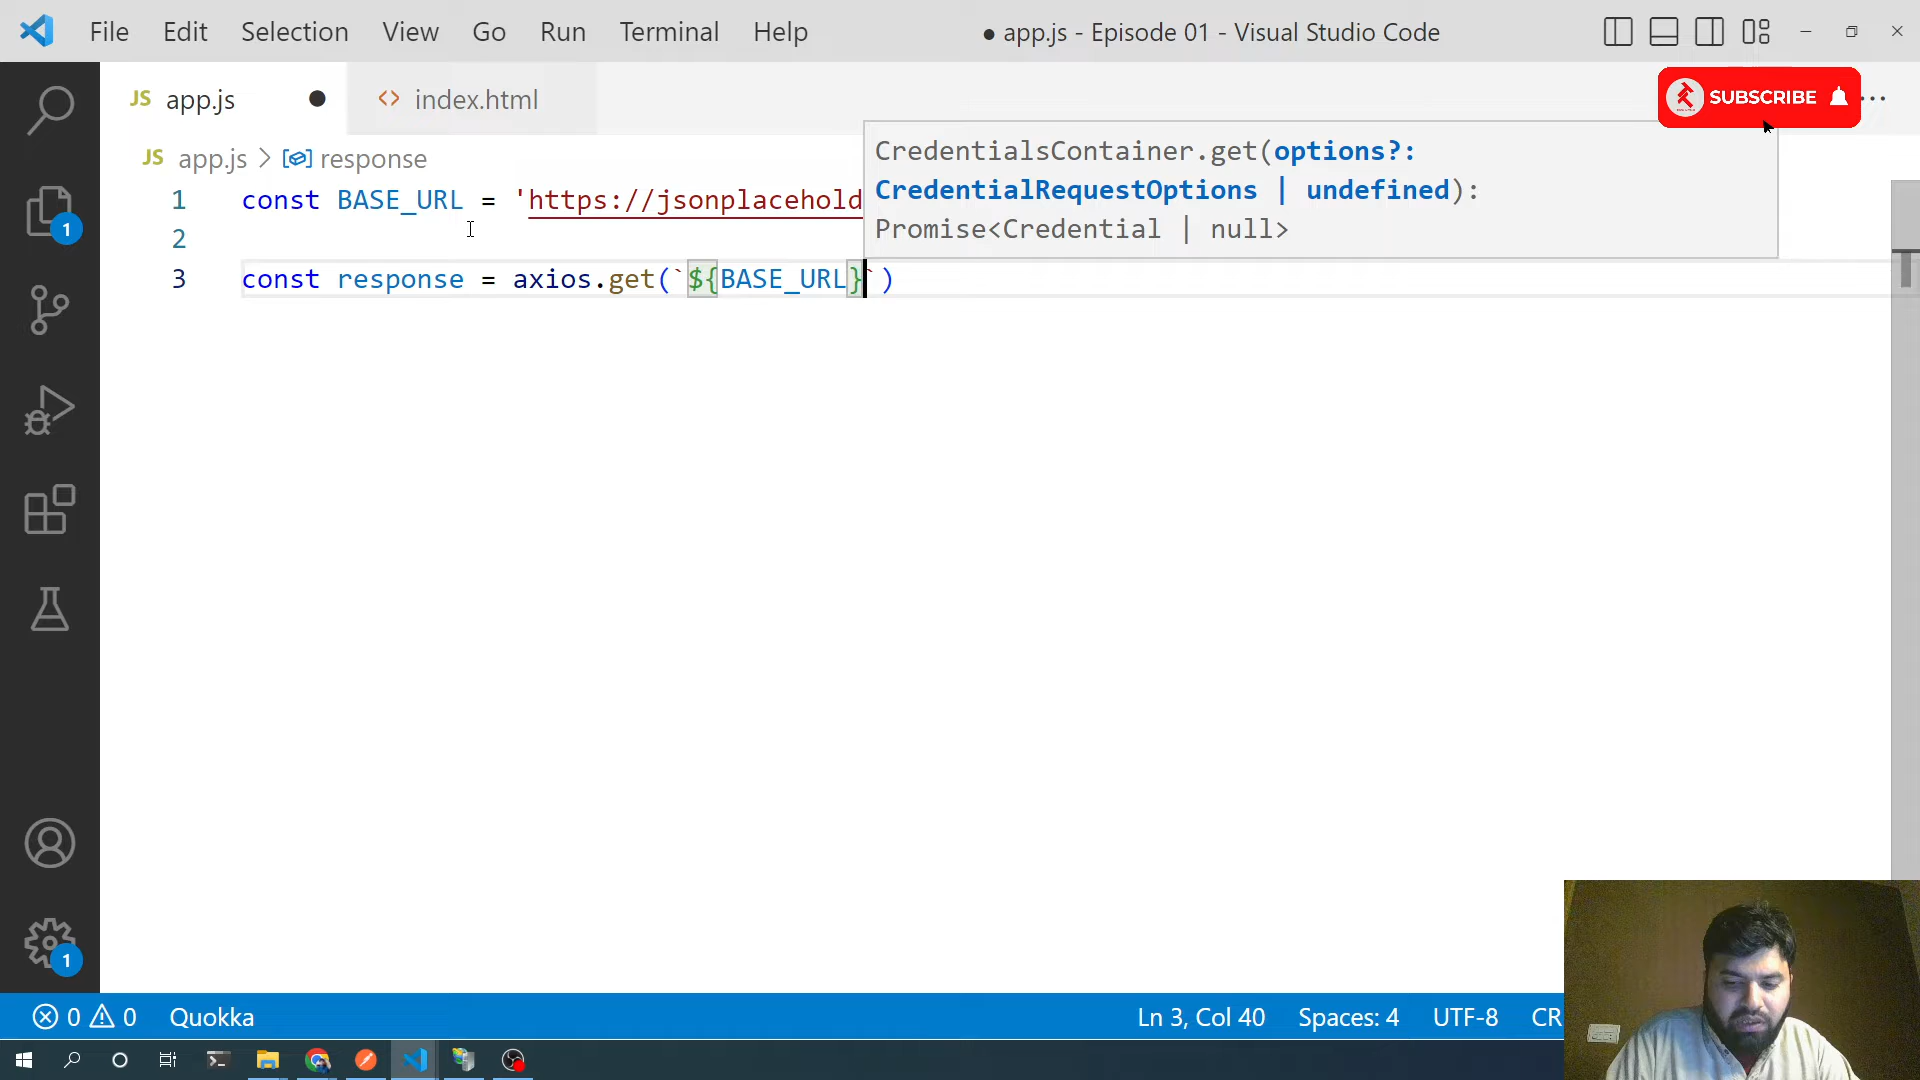 File Edit Selection View Go Run Terminal Help ● app.js - Episode 01 - Visual Studio Code
JS app.js ● <> index.html
SUBSCRIBE ...
JS app.js > response
CredentialsContainer.get(options?:
CredentialRequestOptions | undefined):
Promise<Credential | null>
1 const BASE_URL = 'https://jsonplacehold
2
3 const response = axios.get(`${BASE_URL}`)
1
1
0 0 Quokka Ln 3, Col 40 Spaces: 4 UTF-8 CR